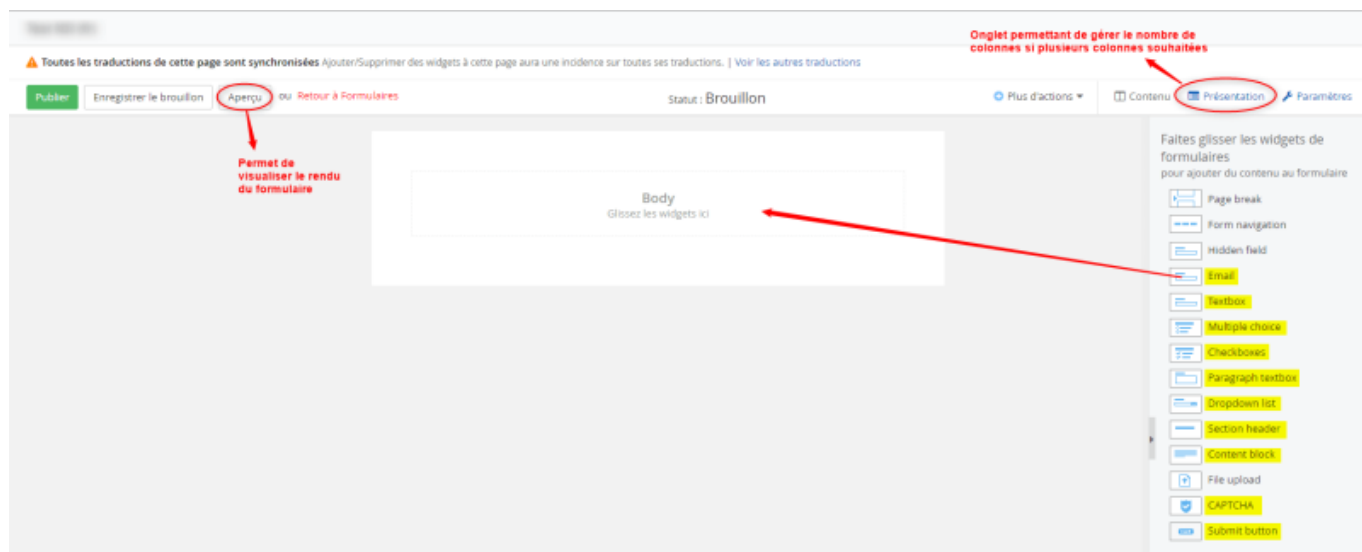 Onglet permettant de gérer le nombre de
colonnes si plusieurs colonnes souhaitées
Toutes les traductions de cette page sont synchronisées Ajouter/Supprimer des widgets à cette page aura une incidence sur toutes ses traductions. | Voir les autres traductions
Publier Enregistrer le brouillon Aperçu ou Retour à Formulaires Statut : Brouillon Plus d'actions Contenu Présentation Paramètres
Permet de
visualiser le rendu
du formulaire
Body
Glissez les widgets ici
Faites glisser les widgets de
formulaires
pour ajouter du contenu au formulaire
Page break
Form navigation
Hidden field
Email
Textbox
Multiple choice
Checkboxes
Paragraph textbox
Dropdown list
Section header
Content block
File upload
CAPTCHA
Submit button